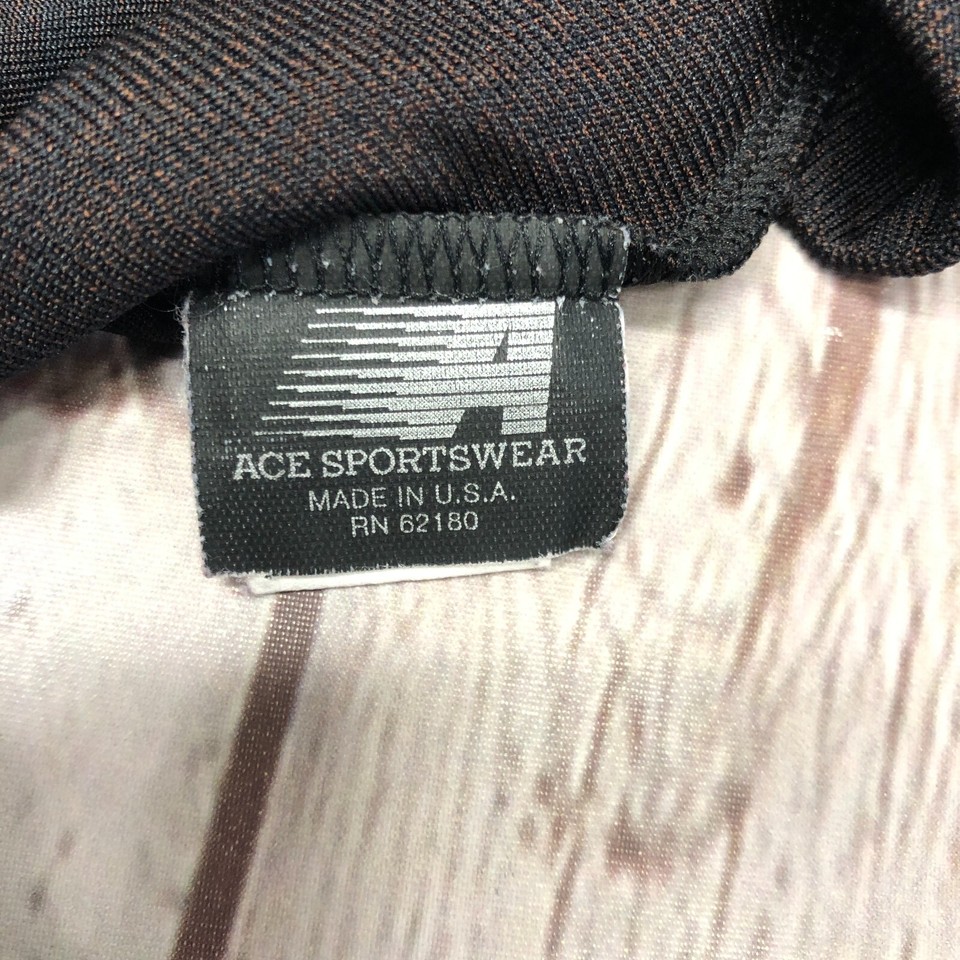 A
ACE SPORTSWEAR
MADE IN U.S.A.
RN 62180